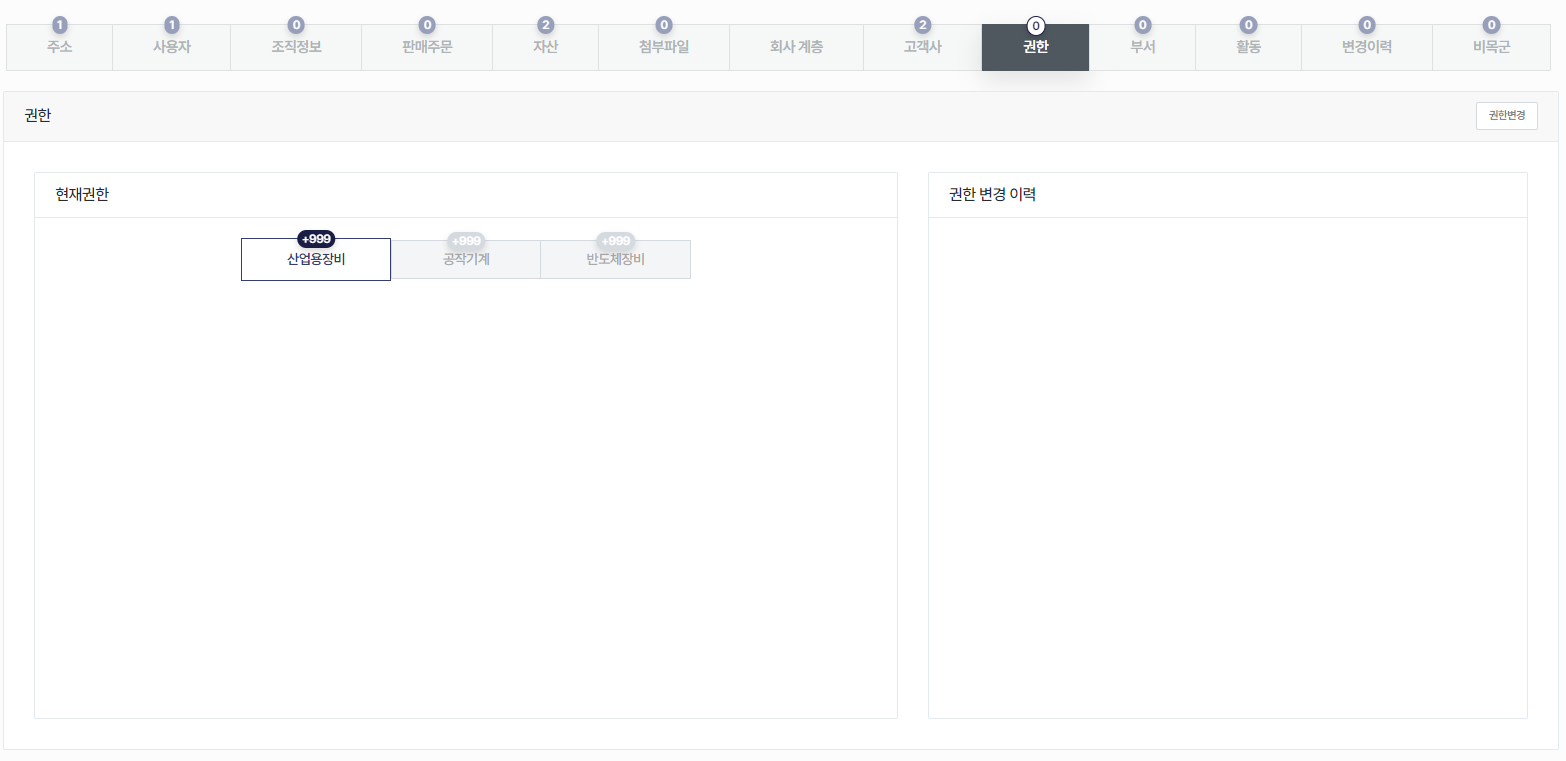 1 1 0 0 2 0 2 0 0 0 0 0
주소 사용자 조직정보 판매주문 자산 첨부파일 회사 계층 고객사 권한 부서 활동 변경이력 비목군
권한 권한변경
현재권한 권한 변경 이력
+999 +999 +999
산업용장비 공작기계 반도체장비